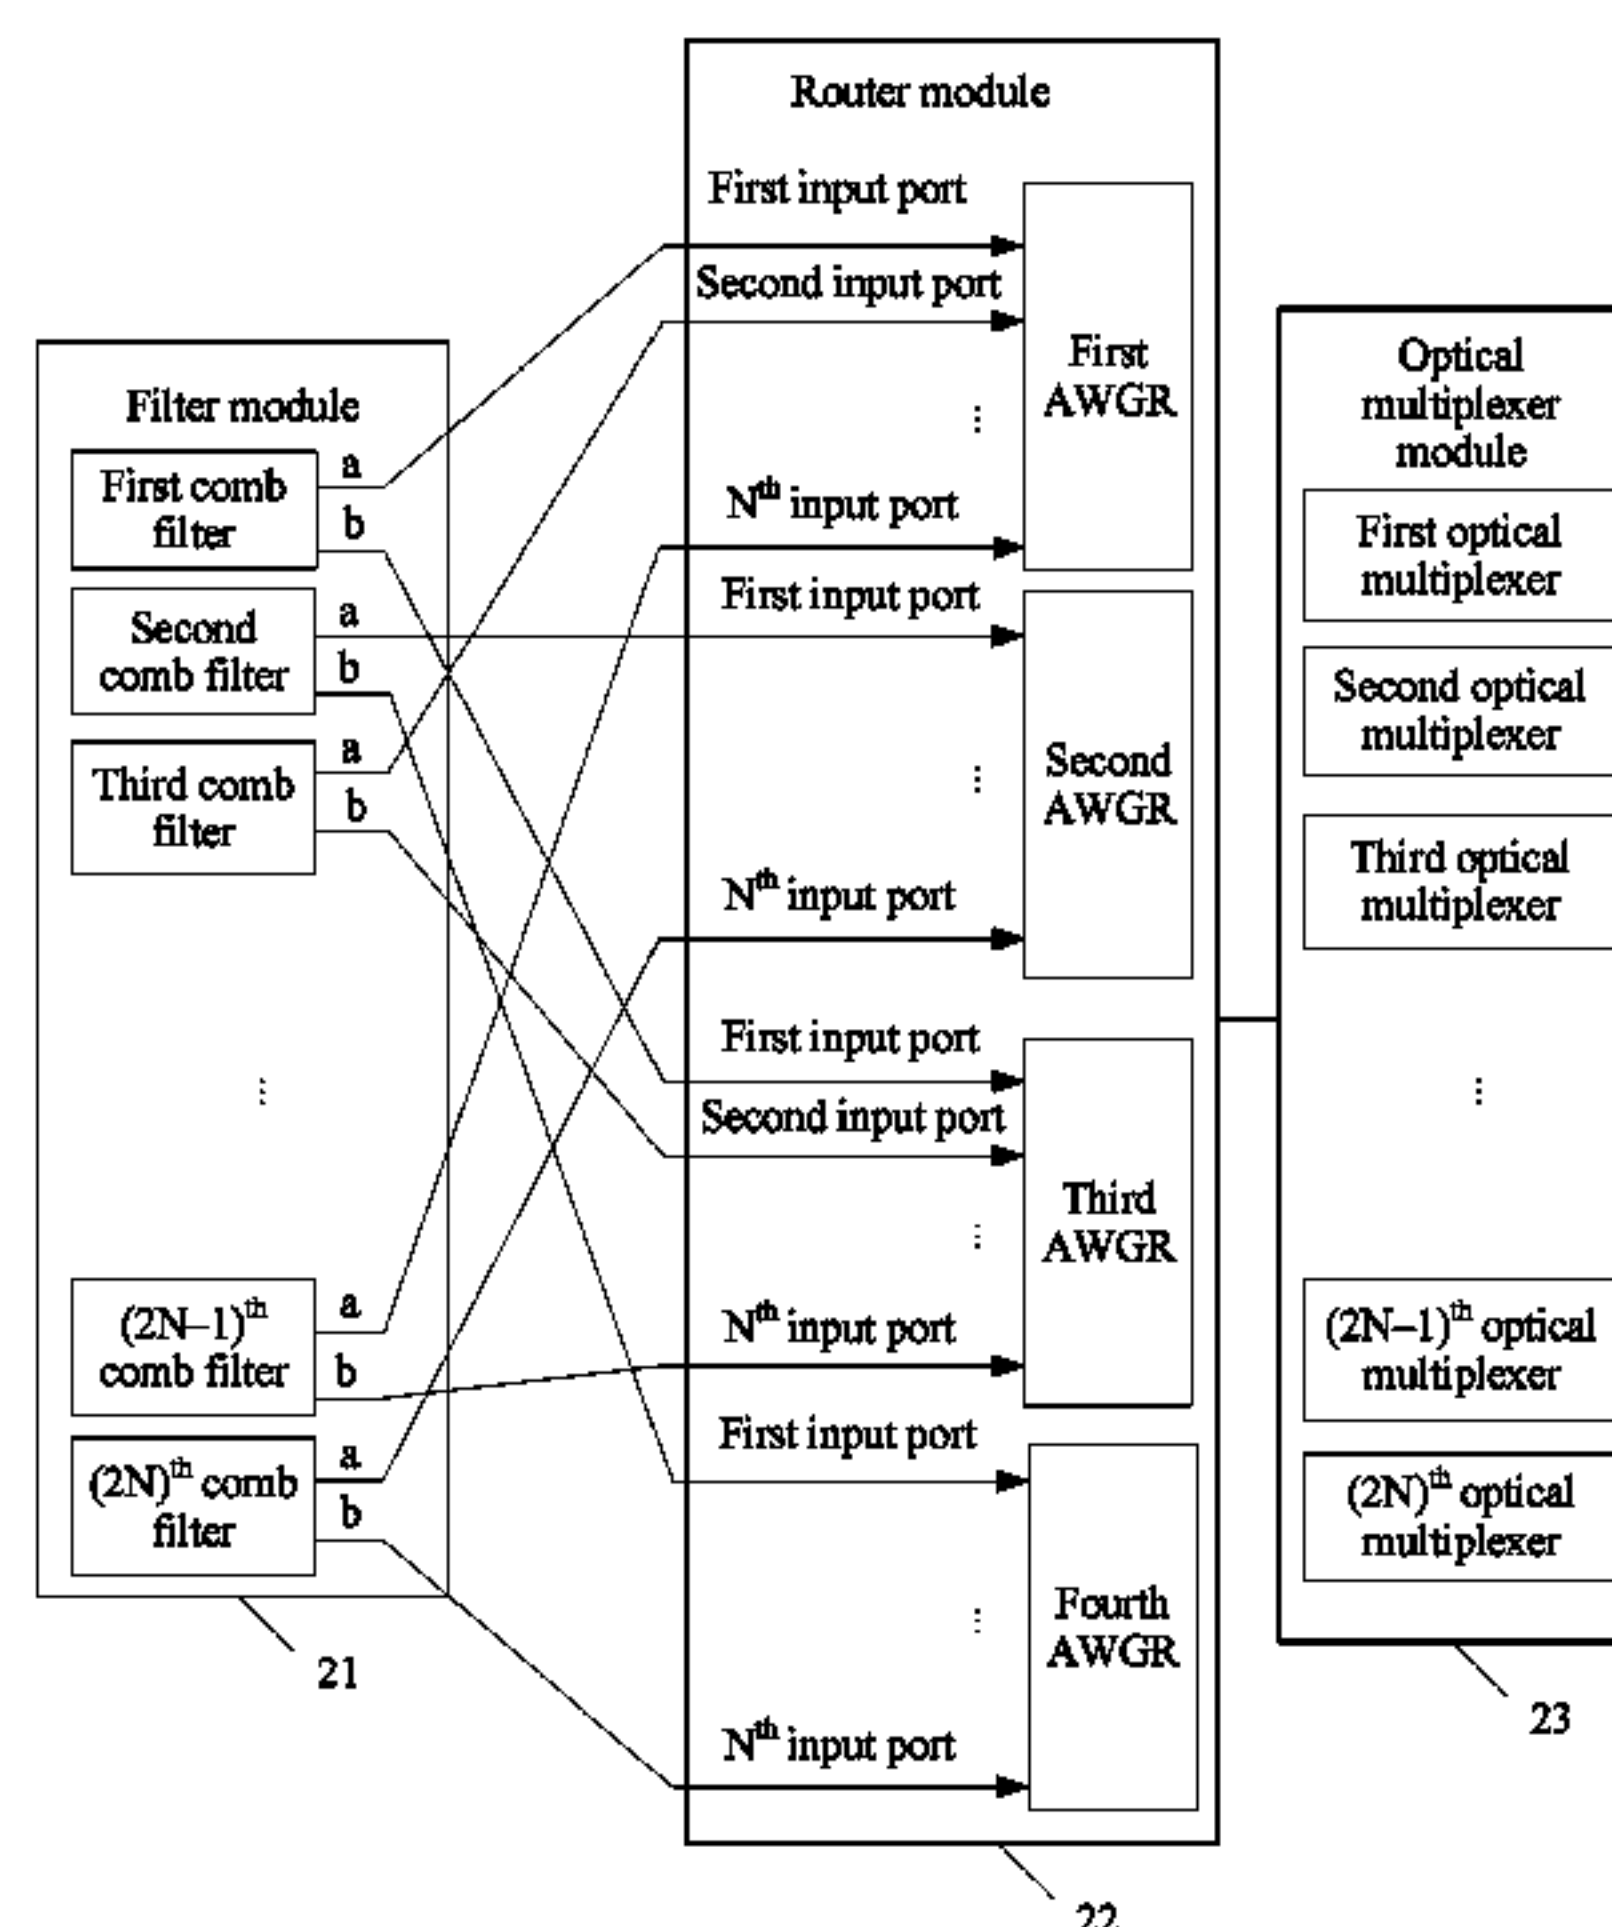 Router module
First input port
Second input port
First
AWGR
⋮
Nth input port
First input port
Second
AWGR
⋮
Nth input port
First input port
Second input port
Third
AWGR
⋮
Nth input port
First input port
Fourth
AWGR
⋮
Nth input port
22
Filter module
First comb
filter
a
b
Second
comb filter
a
b
Third comb
filter
a
b
⋮
(2N–1)th
comb filter
a
b
(2N)th comb
filter
a
b
21
Optical
multiplexer
module
First optical
multiplexer
Second optical
multiplexer
Third optical
multiplexer
⋮
(2N–1)th optical
multiplexer
(2N)th optical
multiplexer
23